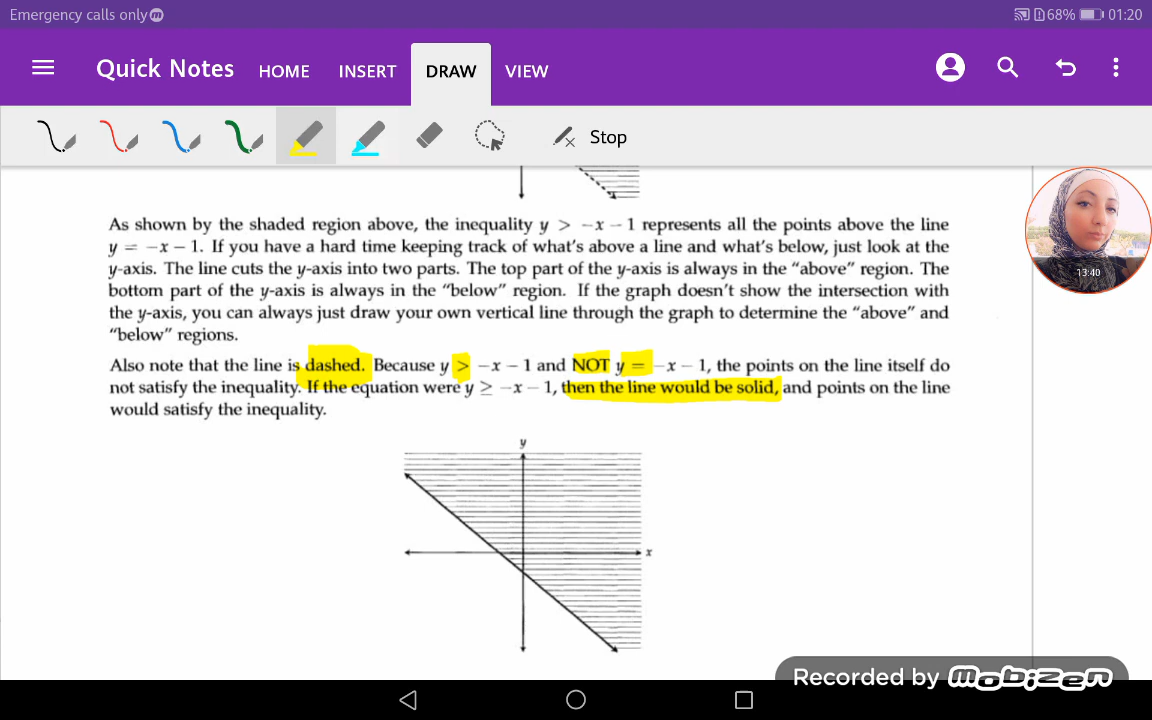 Emergency calls only
68% 01:20
Quick Notes HOME INSERT DRAW VIEW
Stop
13:40
As shown by the shaded region above, the inequality y > −x − 1 represents all the points above the line
y = −x − 1. If you have a hard time keeping track of what's above a line and what's below, just look at the
y-axis. The line cuts the y-axis into two parts. The top part of the y-axis is always in the “above” region. The
bottom part of the y-axis is always in the “below” region. If the graph doesn't show the intersection with
the y-axis, you can always just draw your own vertical line through the graph to determine the “above” and
“below” regions.
Also note that the line is dashed. Because y > −x − 1 and NOT y = −x − 1, the points on the line itself do
not satisfy the inequality. If the equation were y ≥ −x − 1, then the line would be solid, and points on the line
would satisfy the inequality.
y
x
Recorded by mobizen